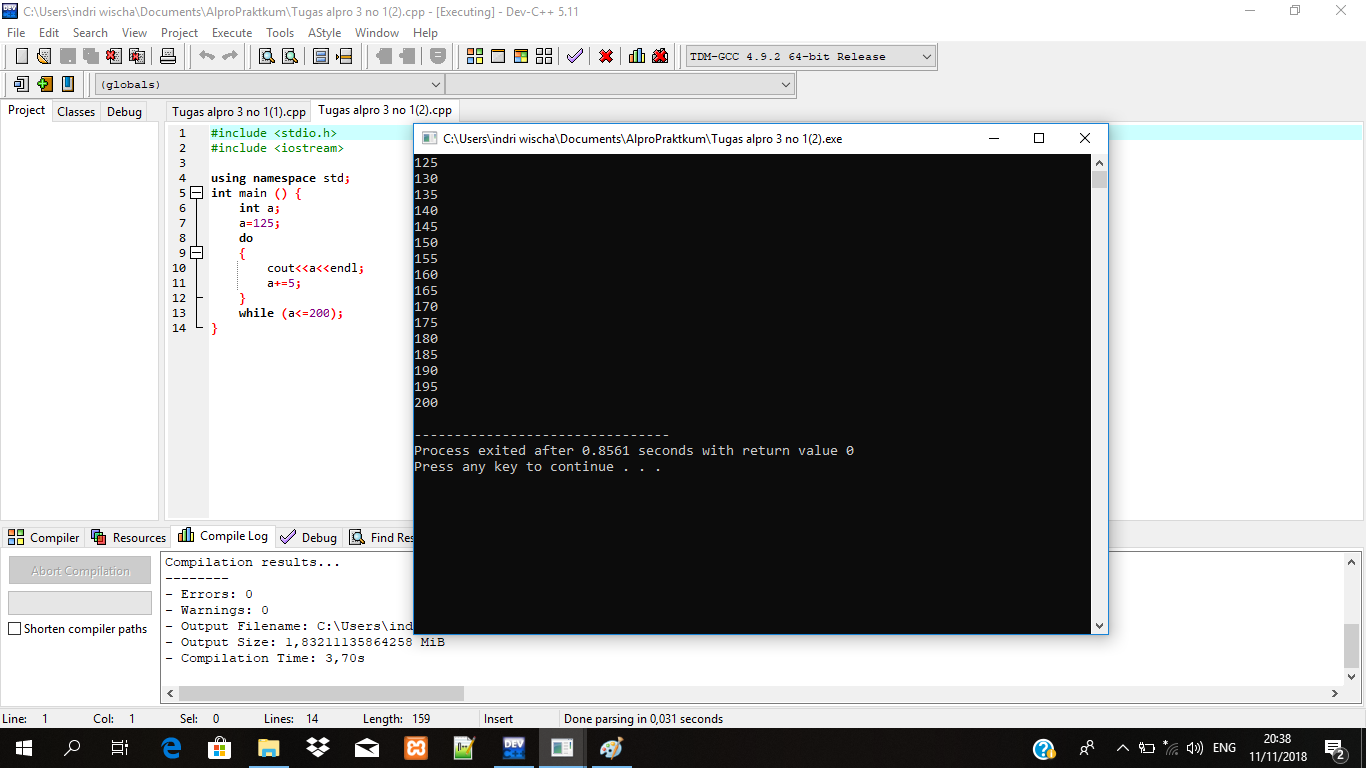 C:\Users\indri wischa\Documents\AlproPraktkum\Tugas alpro 3 no 1(2).cpp - [Executing] - Dev-C++ 5.11
File Edit Search View Project Execute Tools AStyle Window Help
TDM-GCC 4.9.2 64-bit Release
(globals)
Project Classes Debug
Tugas alpro 3 no 1(1).cpp Tugas alpro 3 no 1(2).cpp
1 #include <stdio.h>
2 #include <iostream>
3
4 using namespace std;
5 int main () {
6 int a;
7 a=125;
8 do
9 {
10 cout<<a<<endl;
11 a+=5;
12 }
13 while (a<=200);
14 }
C:\Users\indri wischa\Documents\AlproPraktkum\Tugas alpro 3 no 1(2).exe
125
130
135
140
145
150
155
160
165
170
175
180
185
190
195
200
--------------------------------
Process exited after 0.8561 seconds with return value 0
Press any key to continue . . .
Compiler Resources Compile Log Debug Find Res
Abort Compilation
Shorten compiler paths
Compilation results...
--------
- Errors: 0
- Warnings: 0
- Output Filename: C:\Users\ind
- Output Size: 1,83211135864258 MiB
- Compilation Time: 3,70s
Line: 1 Col: 1 Sel: 0 Lines: 14 Length: 159 Insert Done parsing in 0,031 seconds
DEV
ENG
20:38
11/11/2018
2